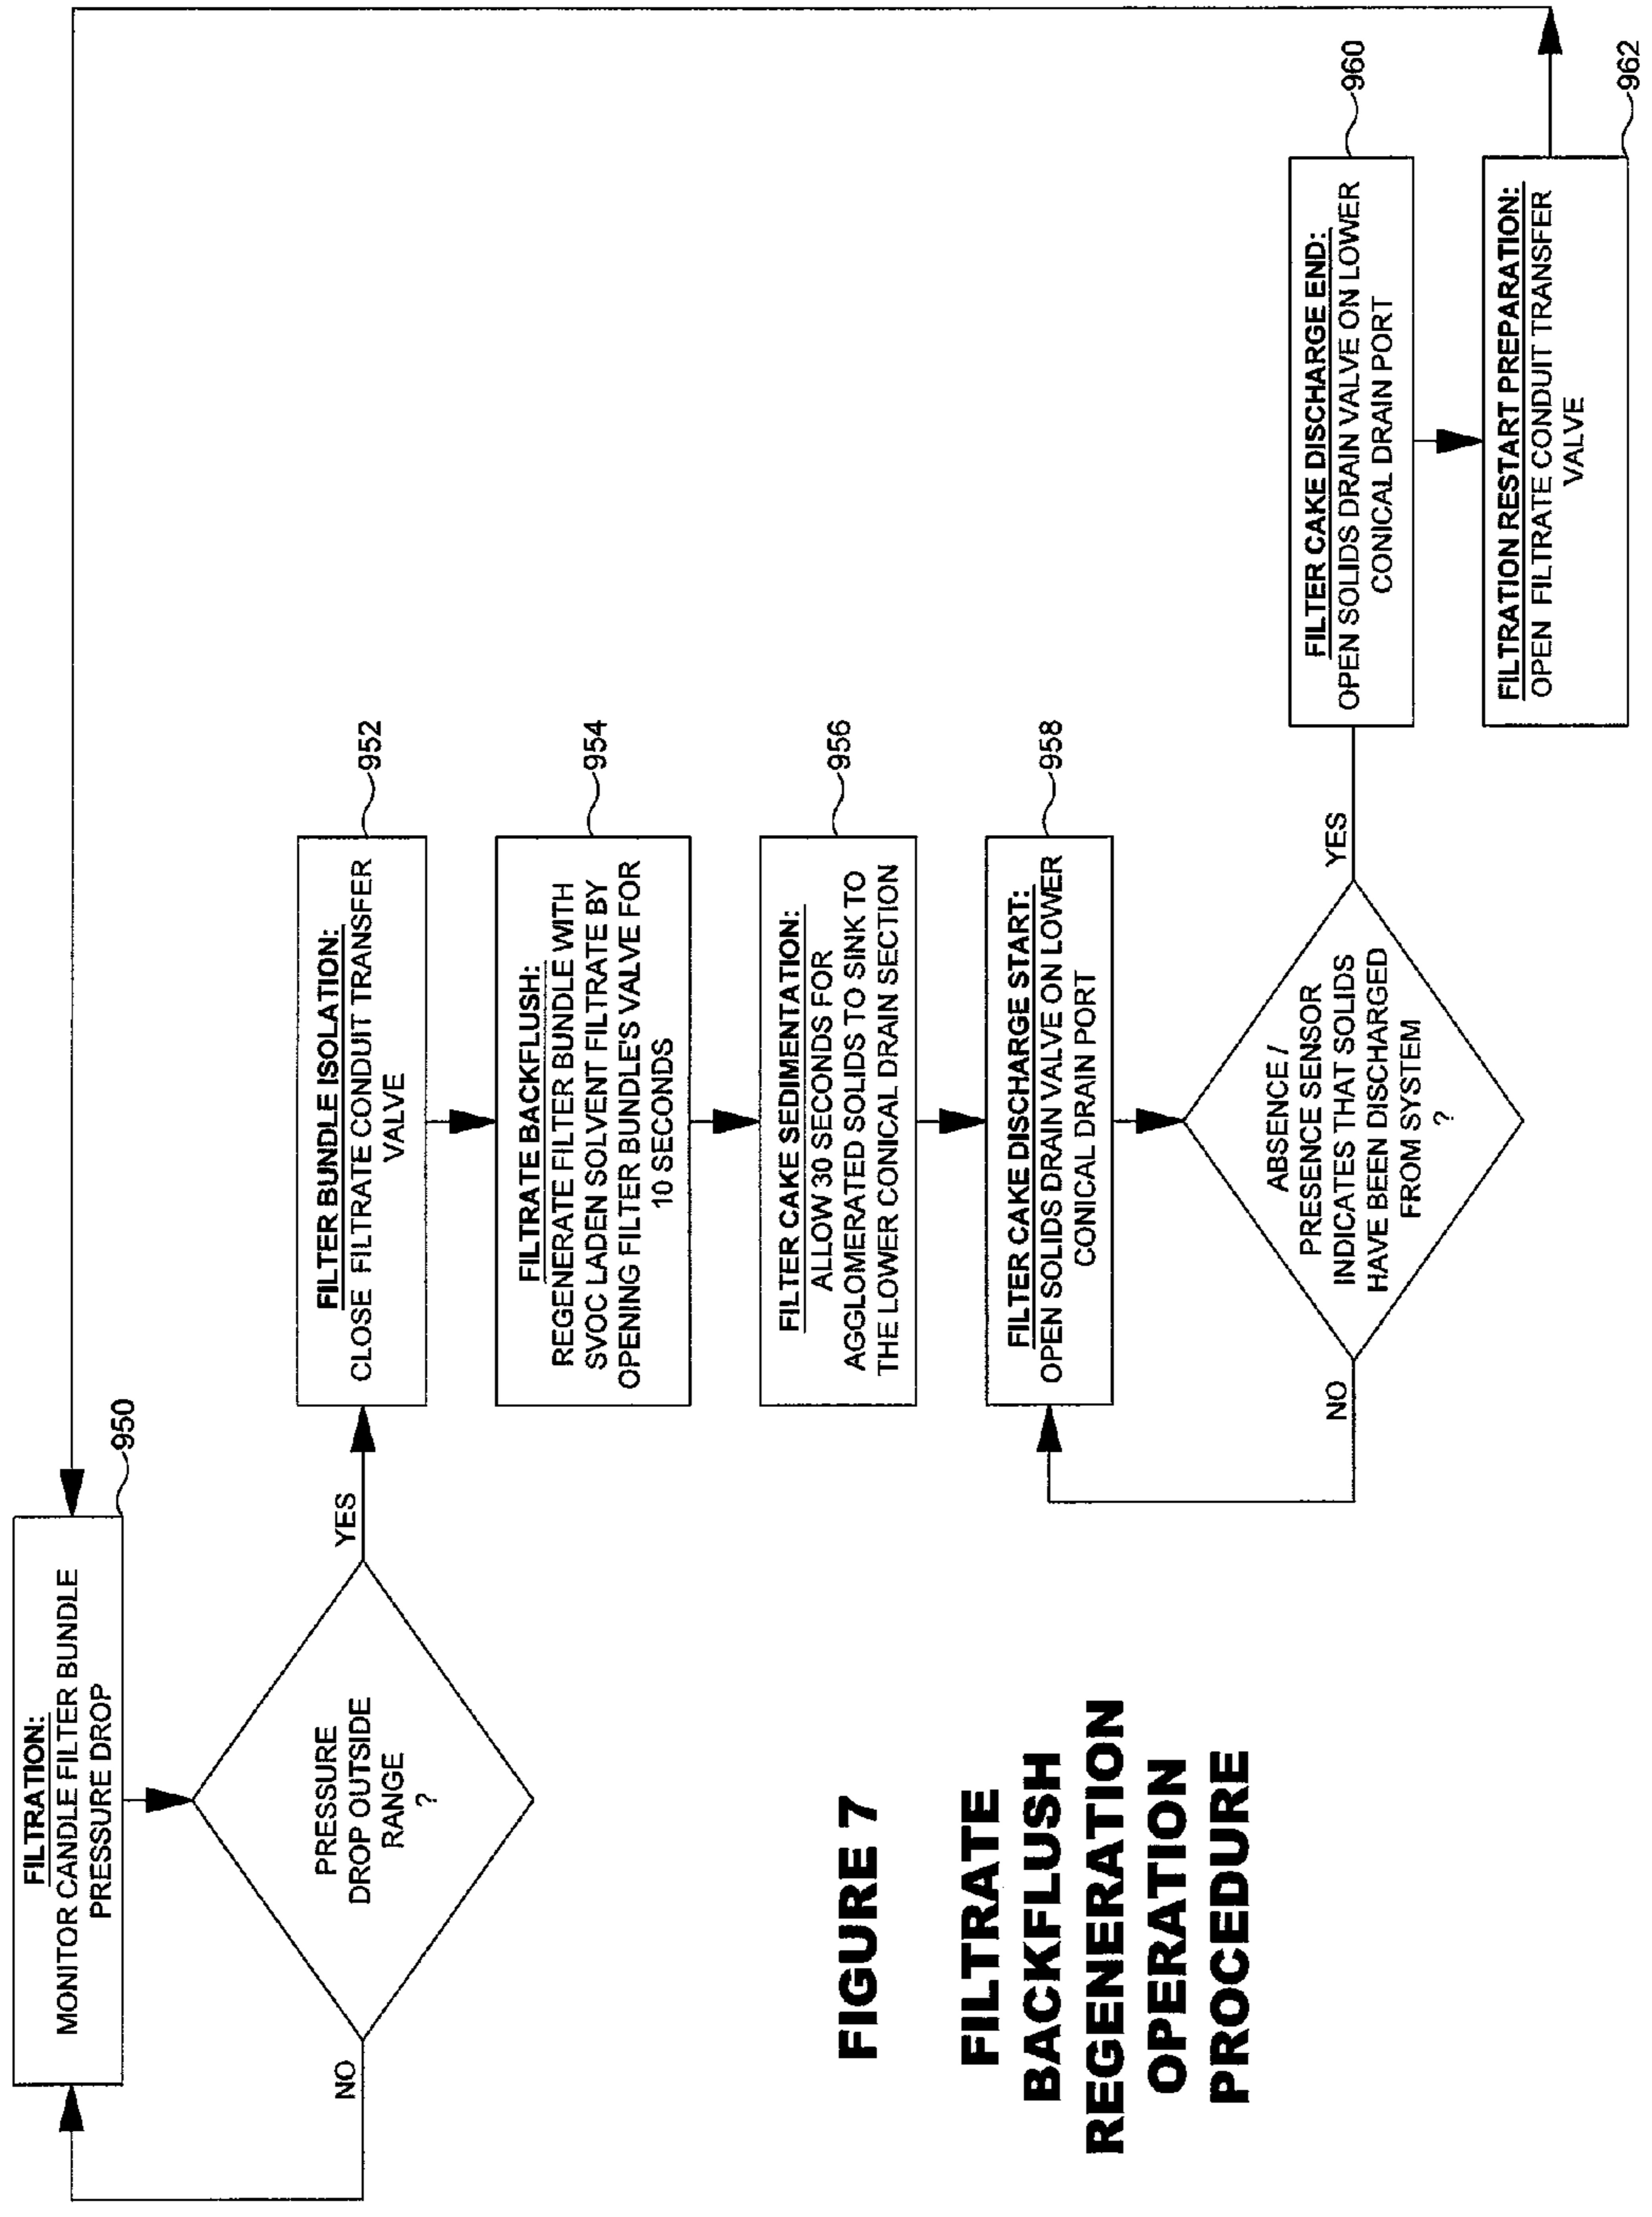 FILTRATION:
MONITOR CANDLE FILTER BUNDLE
PRESSURE DROP
950
PRESSURE
DROP OUTSIDE
RANGE
?
NO
YES
FILTER BUNDLE ISOLATION:
CLOSE FILTRATE CONDUIT TRANSFER
VALVE
952
FILTRATE BACKFLUSH:
REGENERATE FILTER BUNDLE WITH
SVOC LADEN SOLVENT FILTRATE BY
OPENING FILTER BUNDLE'S VALVE FOR
10 SECONDS
954
FILTER CAKE SEDIMENTATION:
ALLOW 30 SECONDS FOR
AGGLOMERATED SOLIDS TO SINK TO
THE LOWER CONICAL DRAIN SECTION
956
FILTER CAKE DISCHARGE START:
OPEN SOLIDS DRAIN VALVE ON LOWER
CONICAL DRAIN PORT
958
ABSENCE /
PRESENCE SENSOR
INDICATES THAT SOLIDS
HAVE BEEN DISCHARGED
FROM SYSTEM
?
NO
YES
FILTER CAKE DISCHARGE END:
OPEN SOLIDS DRAIN VALVE ON LOWER
CONICAL DRAIN PORT
960
FILTRATION RESTART PREPARATION:
OPEN FILTRATE CONDUIT TRANSFER
VALVE
962
FIGURE 7
FILTRATE
BACKFLUSH
REGENERATION
OPERATION
PROCEDURE